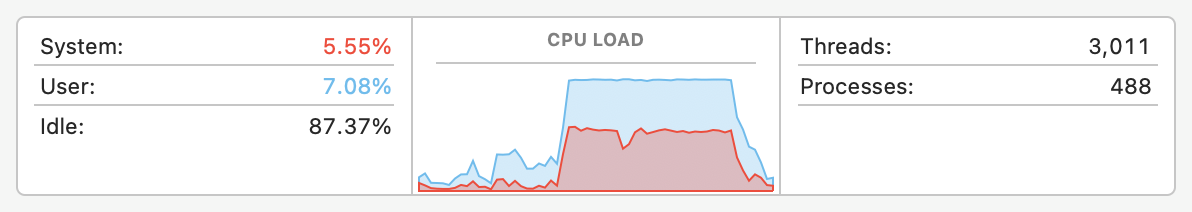 System: 5.55%
User: 7.08%
Idle: 87.37%
CPU LOAD
Threads: 3,011
Processes: 488